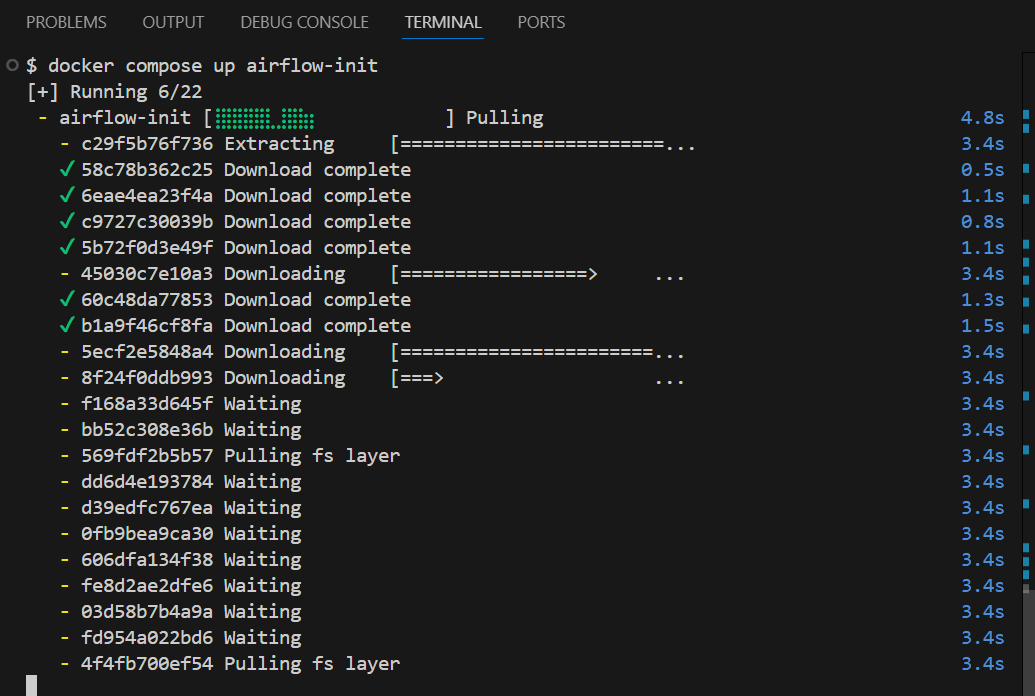 PROBLEMS OUTPUT DEBUG CONSOLE TERMINAL PORTS
$ docker compose up airflow-init
[+] Running 6/22
- airflow-init [⣿⣿⣿⣿⣿⣿⣀⣿⣿⣷ ] Pulling 4.8s
- c29f5b76f736 Extracting [========================... 3.4s
✓ 58c78b362c25 Download complete 0.5s
✓ 6eae4ea23f4a Download complete 1.1s
✓ c9727c30039b Download complete 0.8s
✓ 5b72f0d3e49f Download complete 1.1s
- 45030c7e10a3 Downloading [=================> ... 3.4s
✓ 60c48da77853 Download complete 1.3s
✓ b1a9f46cf8fa Download complete 1.5s
- 5ecf2e5848a4 Downloading [=======================... 3.4s
- 8f24f0ddb993 Downloading [===> ... 3.4s
- f168a33d645f Waiting 3.4s
- bb52c308e36b Waiting 3.4s
- 569fdf2b5b57 Pulling fs layer 3.4s
- dd6d4e193784 Waiting 3.4s
- d39edfc767ea Waiting 3.4s
- 0fb9bea9ca30 Waiting 3.4s
- 606dfa134f38 Waiting 3.4s
- fe8d2ae2dfe6 Waiting 3.4s
- 03d58b7b4a9a Waiting 3.4s
- fd954a022bd6 Waiting 3.4s
- 4f4fb700ef54 Pulling fs layer 3.4s